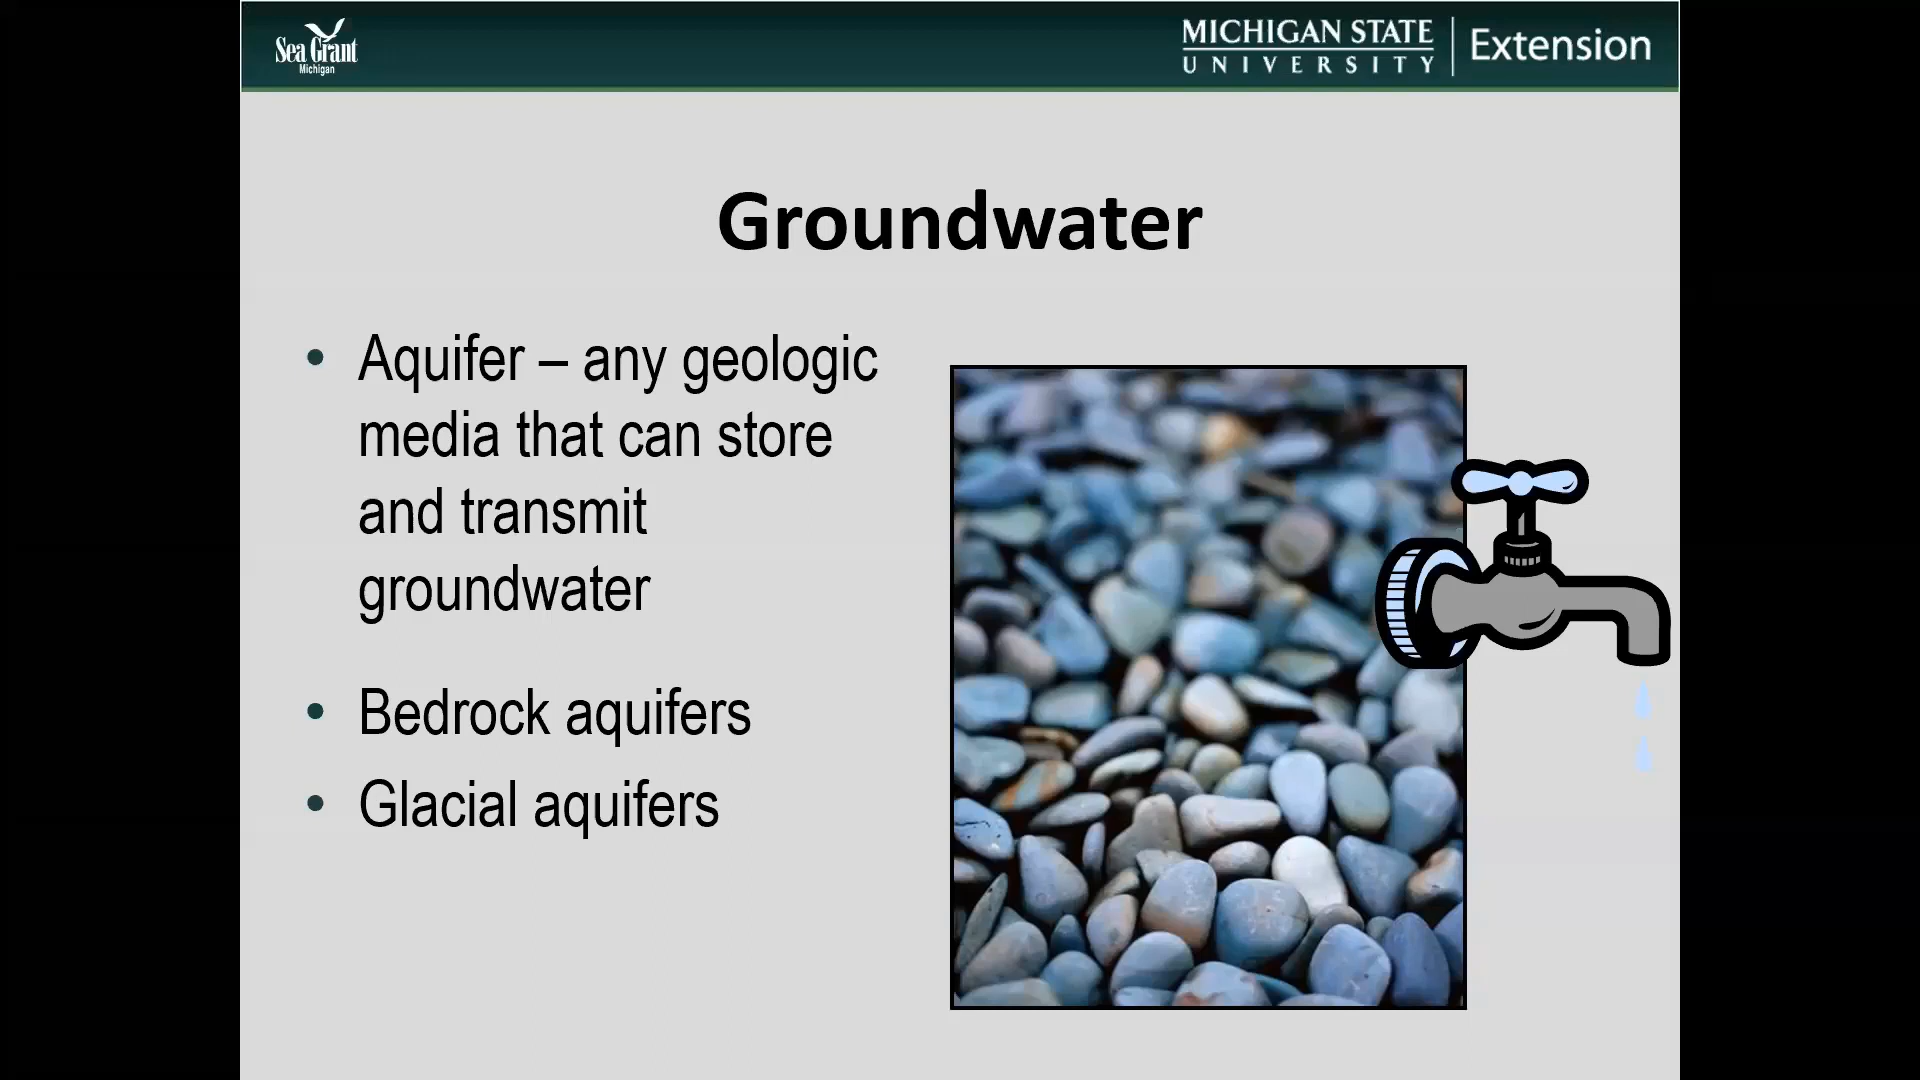 Sea Grant
Michigan
MICHIGAN STATE
UNIVERSITY
Extension
Groundwater
• Aquifer – any geologic
media that can store
and transmit
groundwater
• Bedrock aquifers
• Glacial aquifers